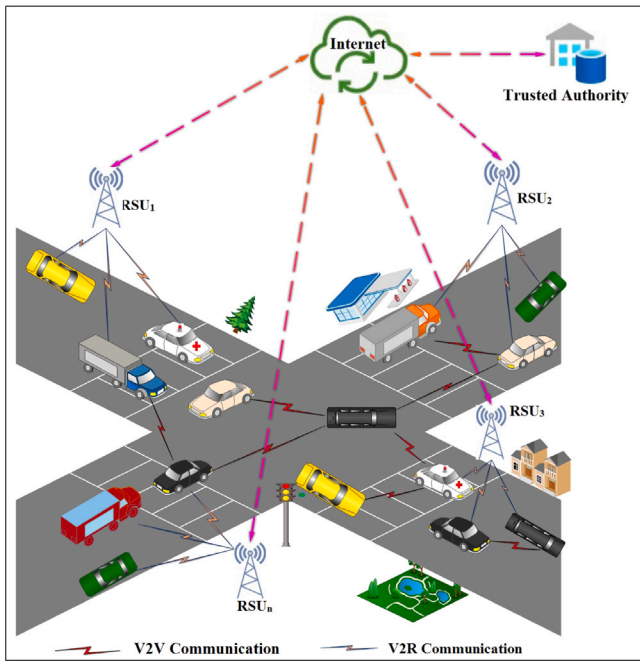 Internet
Trusted Authority
RSU₁
RSU₂
RSU₃
RSUₙ
V2V Communication
V2R Communication